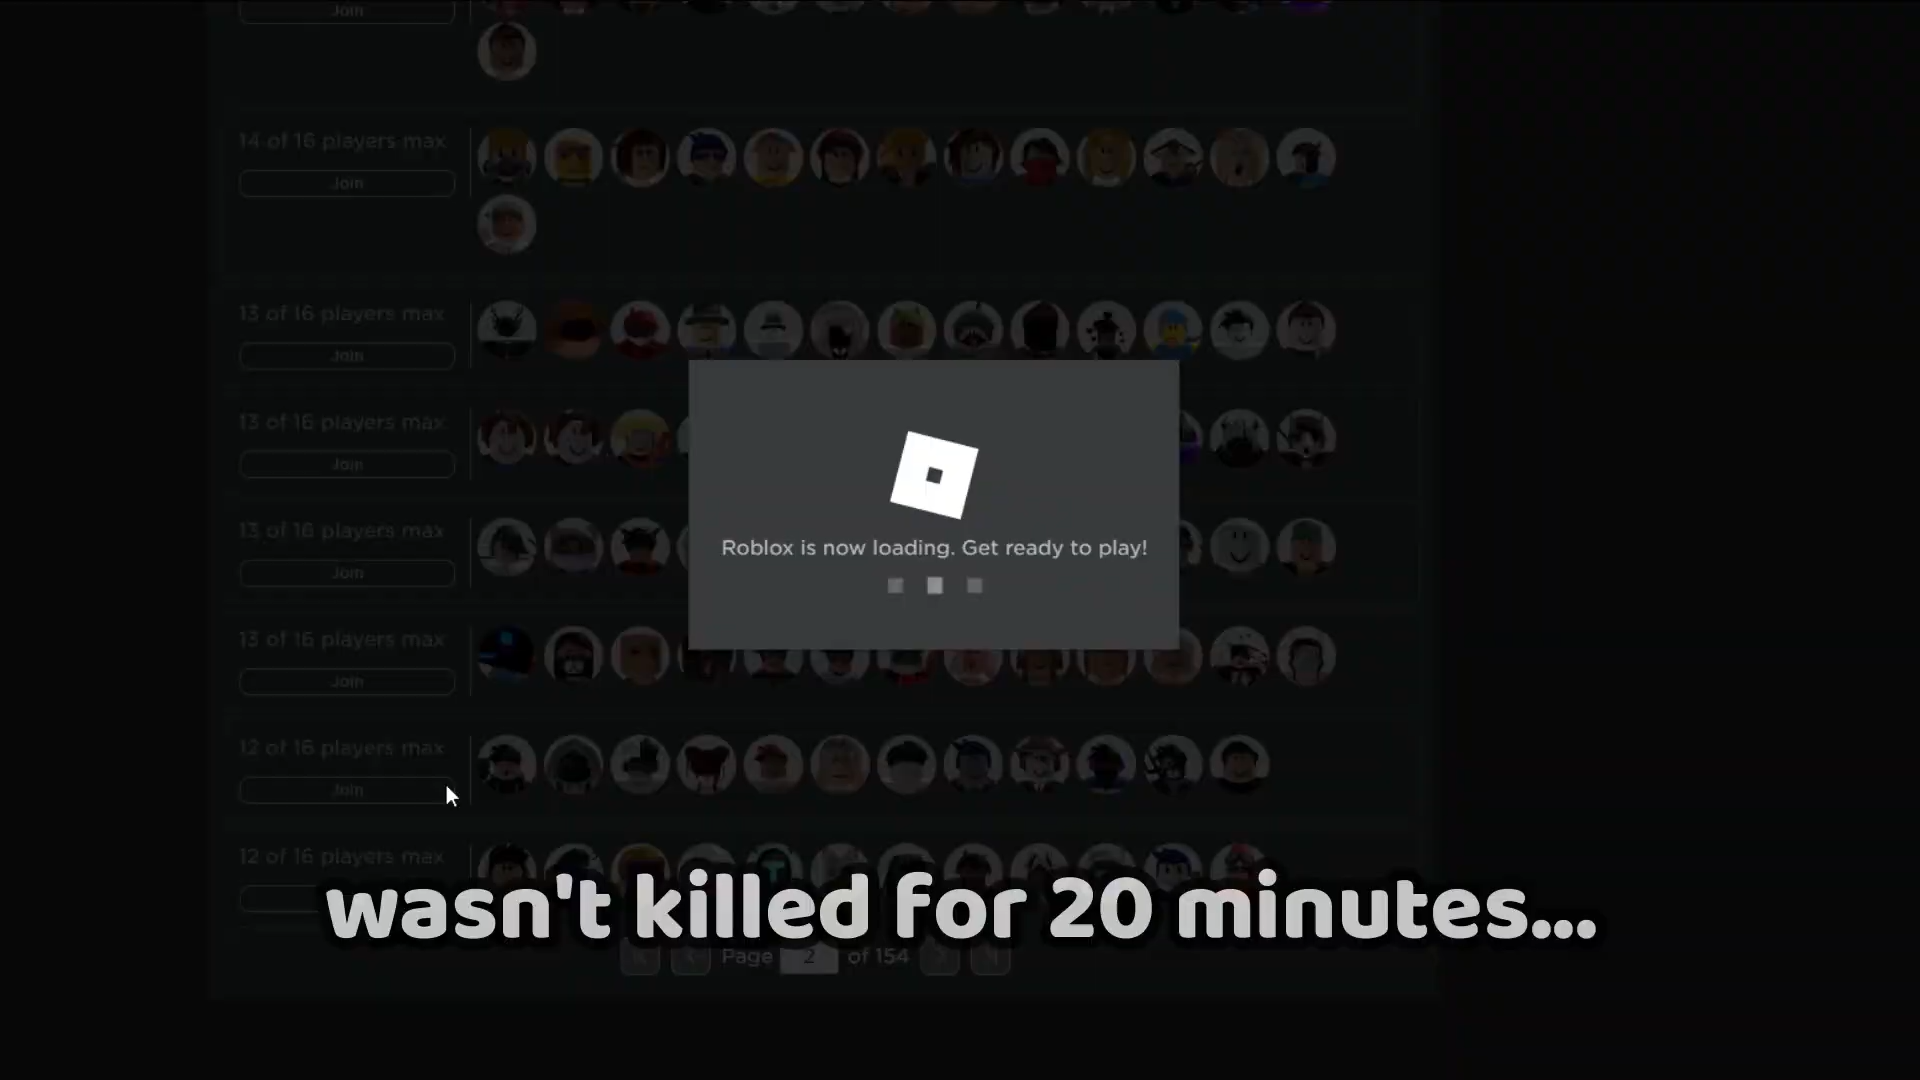 Join
14 of 16 players max
Join
13 of 16 players max
Join
13 of 16 players max
Join
13 of 16 players max
Join
Roblox is now loading. Get ready to play!
13 of 16 players max
Join
12 of 16 players max
Join
12 of 16 players max
wasn't killed for 20 minutes...
Page 2 of 154